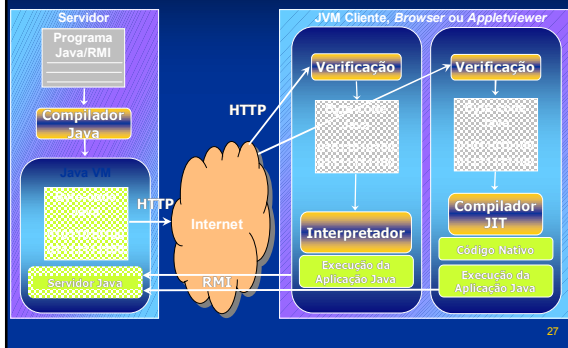 Servidor
Programa
Java/RMI
Compilador
Java
Java VM
Servidor Java
HTTP
HTTP
Internet
RMI
JVM Cliente, Browser ou Appletviewer
Verificação
Interpretador
Execução da
Aplicação Java
Verificação
Compilador
JIT
Código Nativo
Execução da
Aplicação Java
27